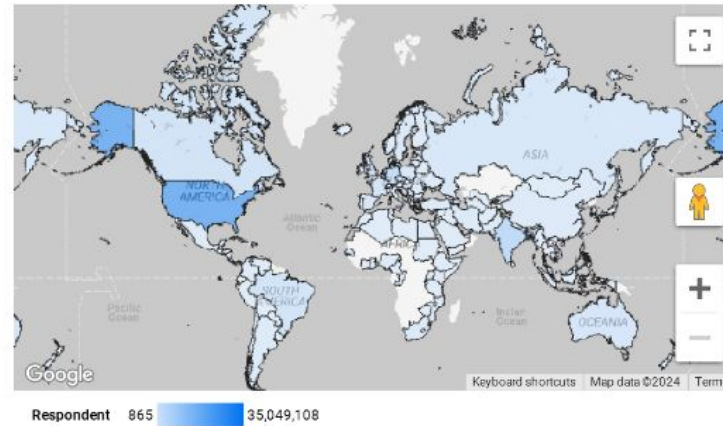 ASIA
NORTH
AMERICA
Atlantic
Ocean
AFRICA
SOUTH
AMERICA
Pacific
Ocean
Indian
Ocean
OCEANIA
Google
Keyboard shortcuts
Map data ©2024
Term
Respondent 865 35,049,108